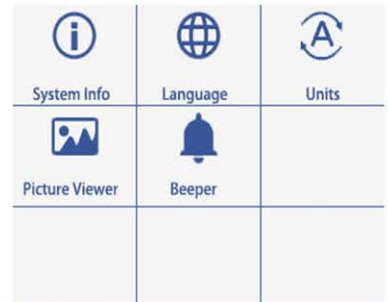 System Info
Language
A
Units
Picture Viewer
Beeper